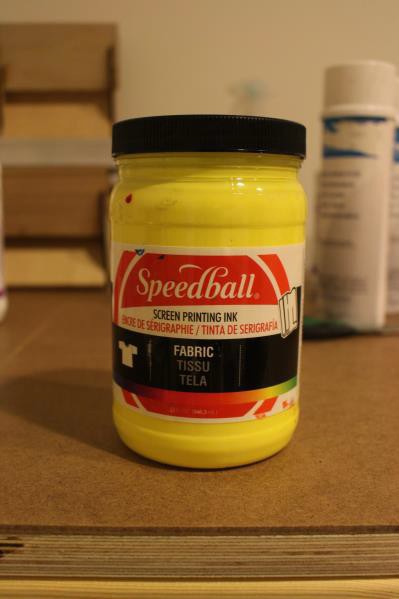 Speedball®
SCREEN PRINTING INK
ENCRE DE SÉRIGRAPHIE / TINTA DE SERIGRAFÍA
FABRIC
TISSU
TELA